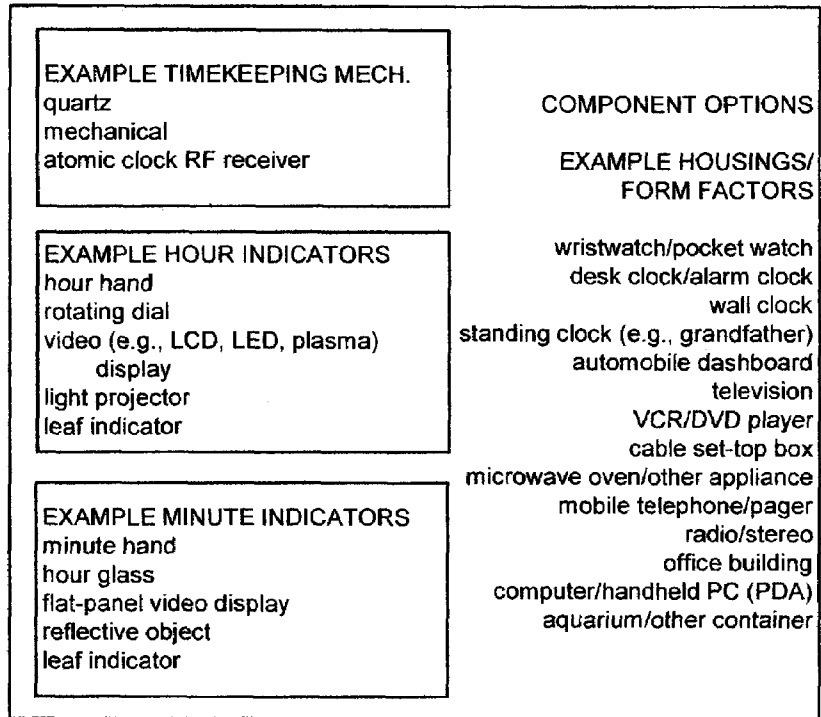 EXAMPLE TIMEKEEPING MECH.
quartz
mechanical
atomic clock RF receiver
EXAMPLE HOUR INDICATORS
hour hand
rotating dial
video (e.g., LCD, LED, plasma)
display
light projector
leaf indicator
EXAMPLE MINUTE INDICATORS
minute hand
hour glass
flat-panel video display
reflective object
leaf indicator
COMPONENT OPTIONS
EXAMPLE HOUSINGS/
FORM FACTORS
wristwatch/pocket watch
desk clock/alarm clock
wall clock
standing clock (e.g., grandfather)
automobile dashboard
television
VCR/DVD player
cable set-top box
microwave oven/other appliance
mobile telephone/pager
radio/stereo
office building
computer/handheld PC (PDA)
aquarium/other container